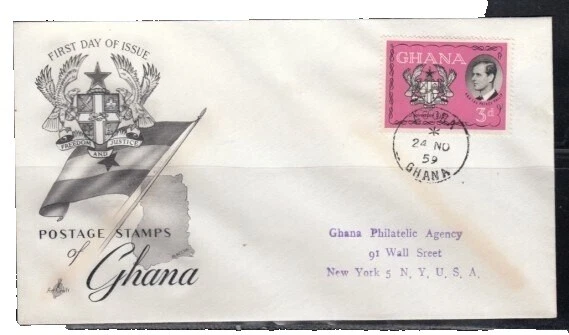 FIRST DAY OF ISSUE
FREEDOM AND JUSTICE
POSTAGE STAMPS
of
Ghana
GHANA
3d
24 NO
59
GHANA
Ghana Philatelic Agency
91 Wall Sreet
New York 5 N, Y, U. S. A.